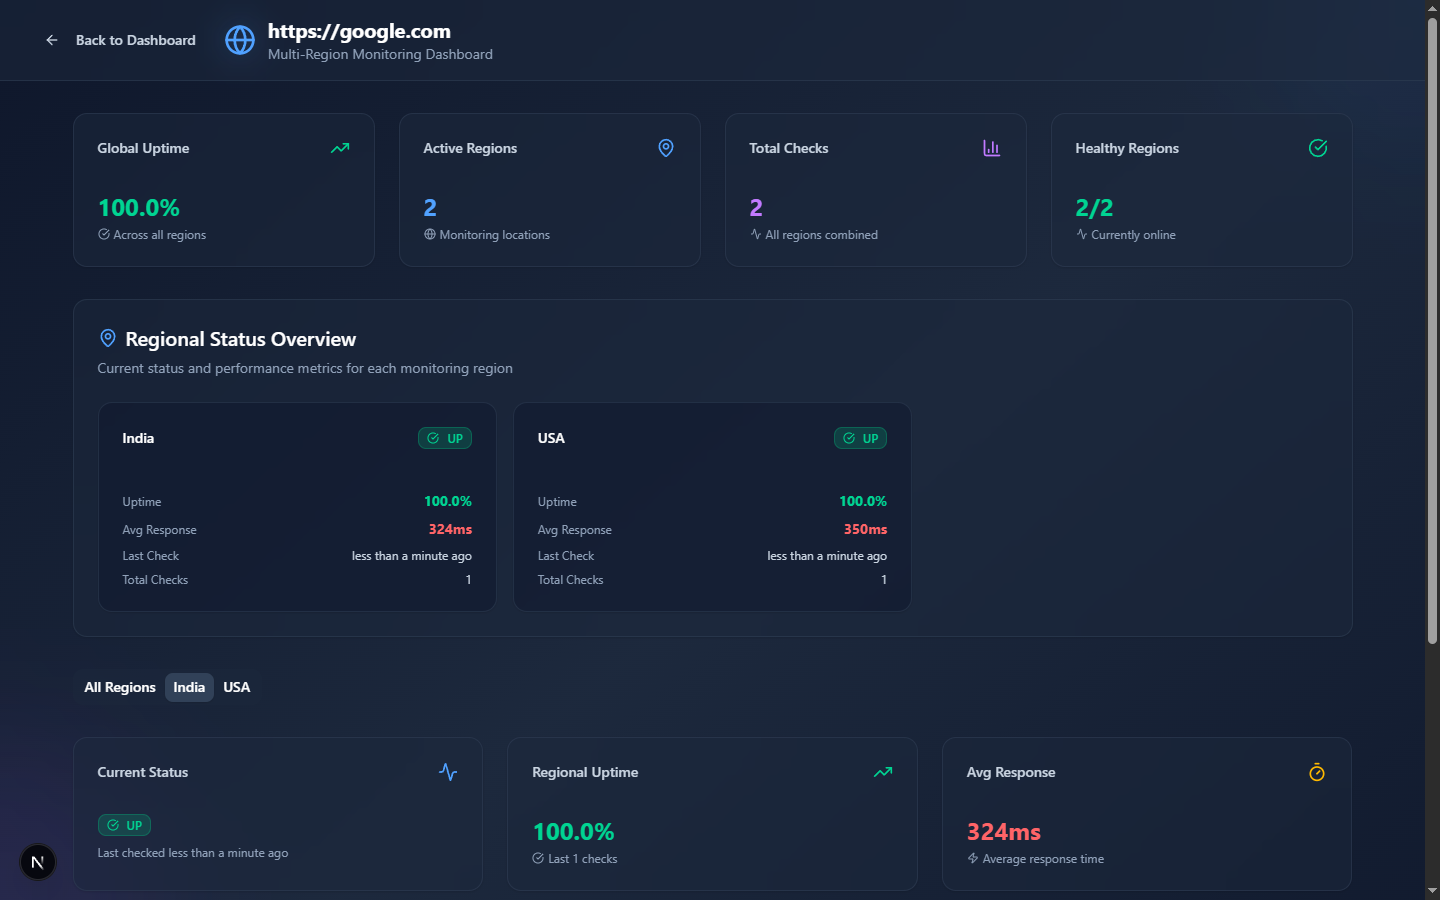 Back to Dashboard
https://google.com
Multi-Region Monitoring Dashboard
Global Uptime
100.0%
Across all regions
Active Regions
2
Monitoring locations
Total Checks
2
All regions combined
Healthy Regions
2/2
Currently online
Regional Status Overview
Current status and performance metrics for each monitoring region
India
UP
Uptime 100.0%
Avg Response 324ms
Last Check less than a minute ago
Total Checks 1
USA
UP
Uptime 100.0%
Avg Response 350ms
Last Check less than a minute ago
Total Checks 1
All Regions India USA
Current Status
UP
Last checked less than a minute ago
Regional Uptime
100.0%
Last 1 checks
Avg Response
324ms
Average response time
N